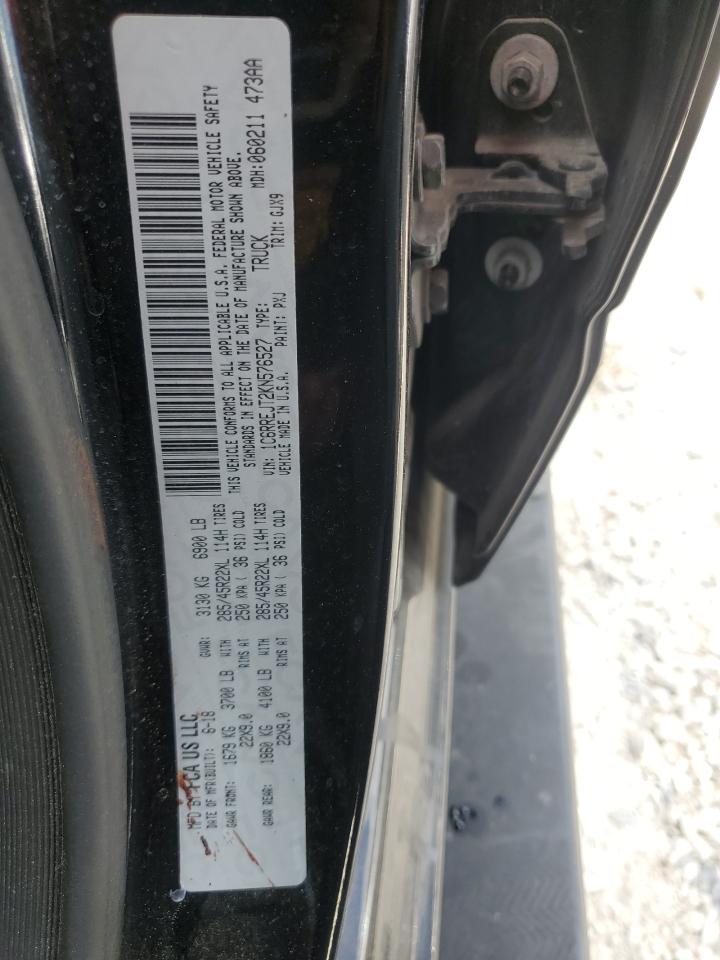 MFD BY FCA US LLC
DATE OF MFR(BUILT): 6-18 GVWR: 3130 KG 6900 LB
GAWR FRONT: 1679 KG 3700 LB WITH 285/45R22XL 114H TIRES
22X9.0 RIMS AT 250 KPA ( 36 PSI) COLD
GAWR REAR: 1860 KG 4100 LB WITH 285/45R22XL 114H TIRES
22X9.0 RIMS AT 250 KPA ( 36 PSI) COLD
THIS VEHICLE CONFORMS TO ALL APPLICABLE U.S.A. FEDERAL MOTOR VEHICLE SAFETY
STANDARDS IN EFFECT ON THE DATE OF MANUFACTURE SHOWN ABOVE.
VIN: 1C6RREJT2KN576527 TYPE: TRUCK MDH:060211 473AA
VEHICLE MADE IN U.S.A. PAINT: PXJ TRIM: GJX9